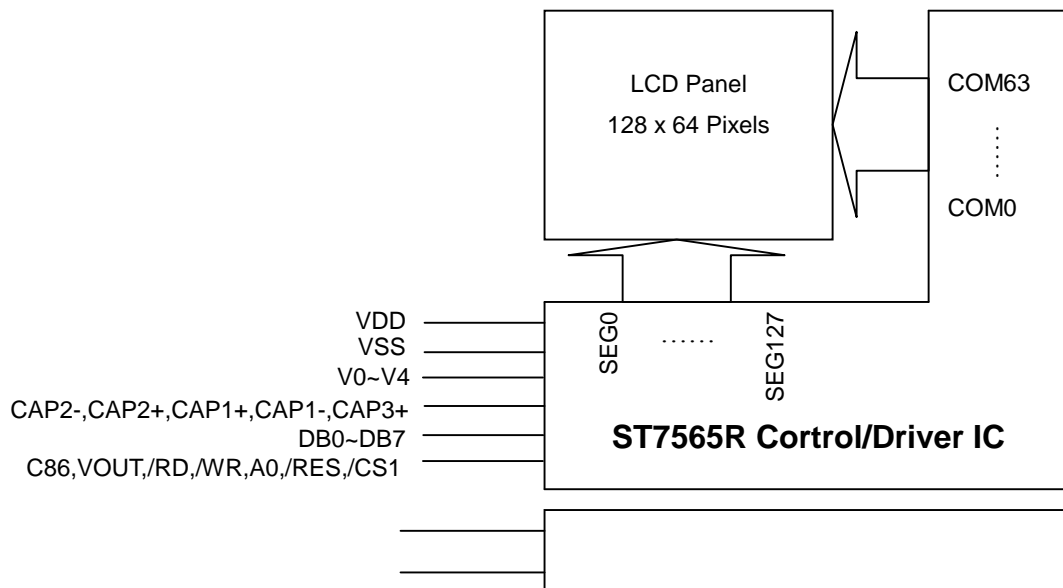 LCD Panel
128 x 64 Pixels
COM63
......
COM0
SEG0
......
SEG127
VDD
VSS
V0~V4
CAP2-,CAP2+,CAP1+,CAP1-,CAP3+
DB0~DB7
C86,VOUT,/RD,/WR,A0,/RES,/CS1
ST7565R Cortrol/Driver IC